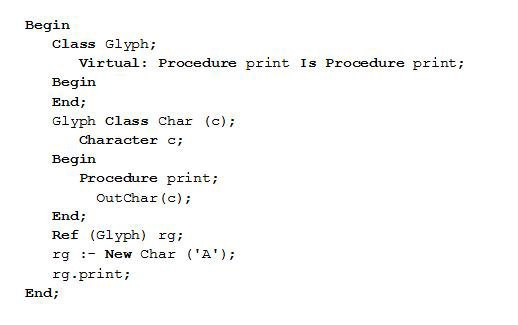 Begin
   Class Glyph;
      Virtual: Procedure print Is Procedure print;
   Begin
   End;
   Glyph Class Char (c);
      Character c;
   Begin
      Procedure print;
        OutChar(c);
   End;
   Ref (Glyph) rg;
   rg :- New Char ('A');
   rg.print;
End;